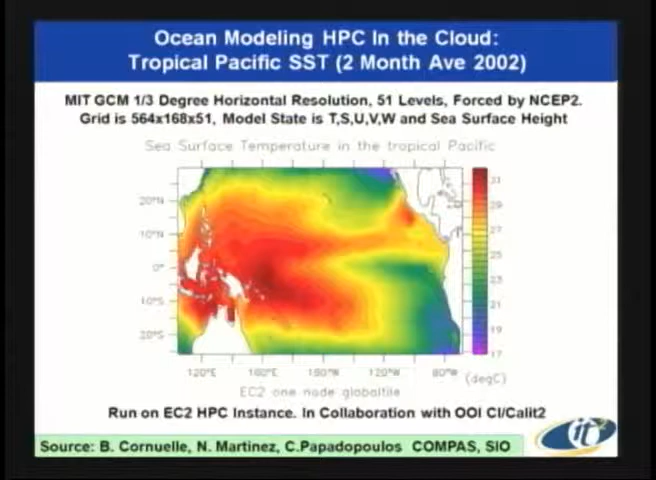 Ocean Modeling HPC In the Cloud:
Tropical Pacific SST (2 Month Ave 2002)
MIT GCM 1/3 Degree Horizontal Resolution, 51 Levels, Forced by NCEP2.
Grid is 564x168x51, Model State is T,S,U,V,W and Sea Surface Height
Sea Surface Temperature in the tropical Pacific
20°N
10°N
0°
10°S
20°S
31
29
27
25
23
21
19
17
120°E 160°E 160°W 120°W 80°W (degC)
EC2 one node globaltile
Run on EC2 HPC Instance. In Collaboration with OOI CI/Calit2
Source: B. Cornuelle, N. Martinez, C.Papadopoulos COMPAS, SIO